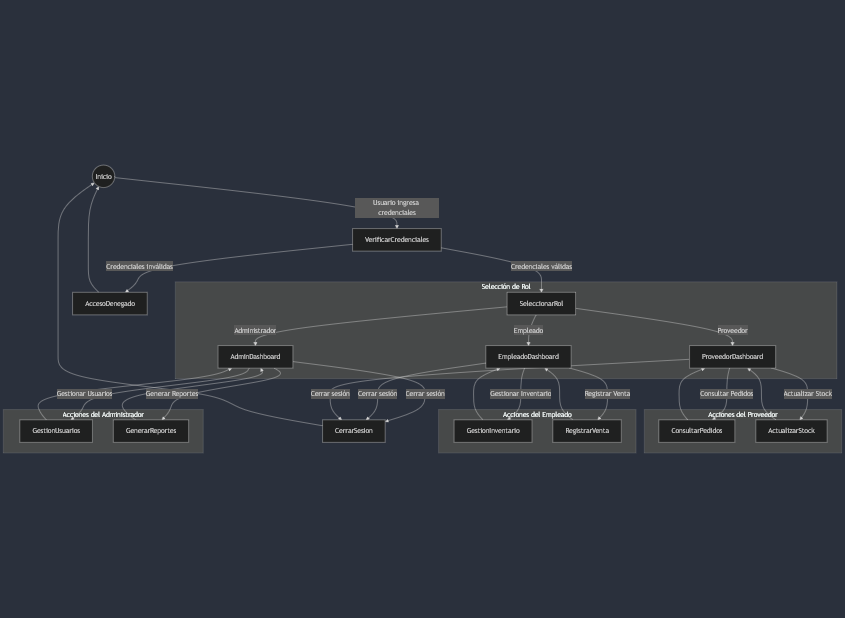 Inicio
Usuario ingresa
credenciales
VerificarCredenciales
Credenciales inválidas
Credenciales válidas
Selección de Rol
AccesoDenegado
SeleccionarRol
Administrador
Empleado
Proveedor
AdminDashboard
EmpleadoDashboard
ProveedorDashboard
Gestionar Usuarios
Generar Reportes
Cerrar sesión
Cerrar sesión
Cerrar sesión
Gestionar Inventario
Registrar Venta
Consultar Pedidos
Actualizar Stock
Acciones del Administrador
Acciones del Empleado
Acciones del Proveedor
GestionUsuarios
GenerarReportes
CerrarSesion
GestionInventario
RegistrarVenta
ConsultarPedidos
ActualizarStock